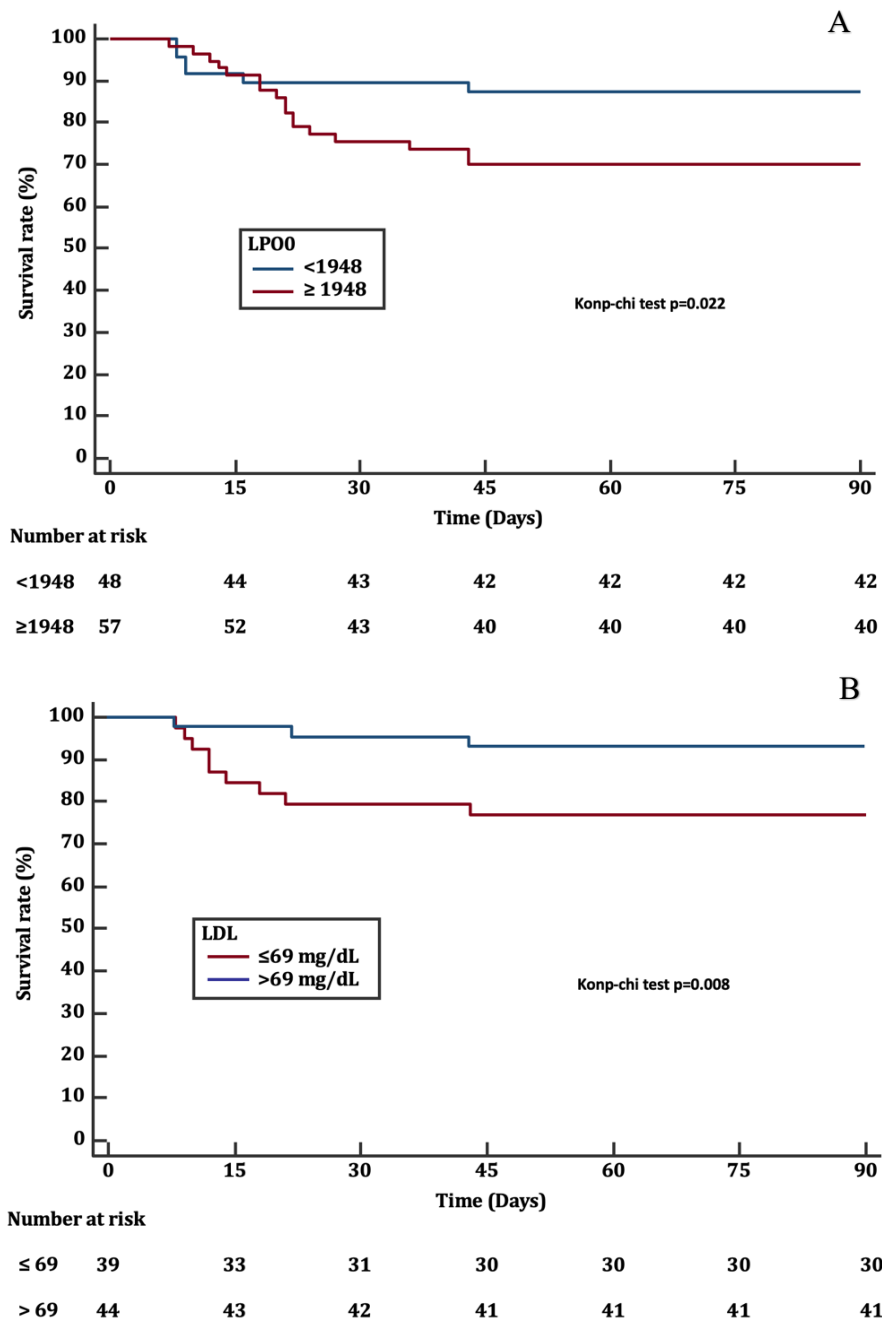 A
100
90
80
70
60
50
40
30
20
10
0
Survival rate (%)
LPO0
<1948
≥ 1948
Konp-chi test p=0.022
0 15 30 45 60 75 90
Time (Days)
Number at risk
<1948 48 44 43 42 42 42 42
≥1948 57 52 43 40 40 40 40
B
100
90
80
70
60
50
40
30
20
10
0
Survival rate (%)
LDL
≤69 mg/dL
>69 mg/dL
Konp-chi test p=0.008
0 15 30 45 60 75 90
Time (Days)
Number at risk
≤ 69 39 33 31 30 30 30 30
> 69 44 43 42 41 41 41 41